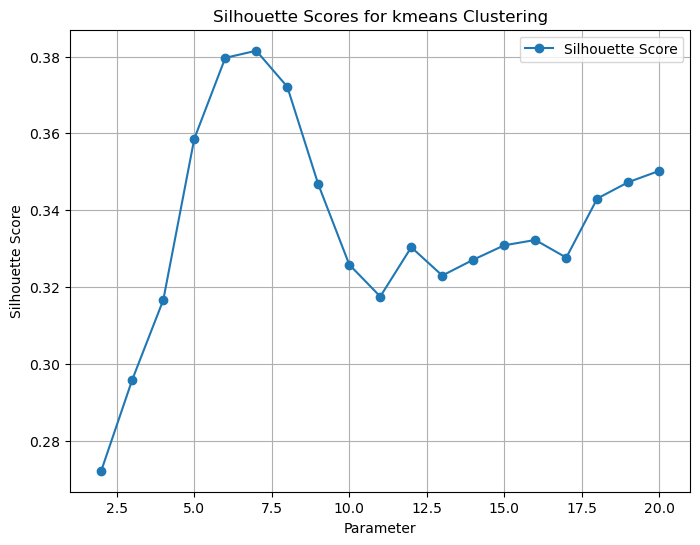 Silhouette Scores for kmeans Clustering
Silhouette Score
0.38
0.36
0.34
0.32
0.30
0.28
Silhouette Score
2.5 5.0 7.5 10.0 12.5 15.0 17.5 20.0
Parameter